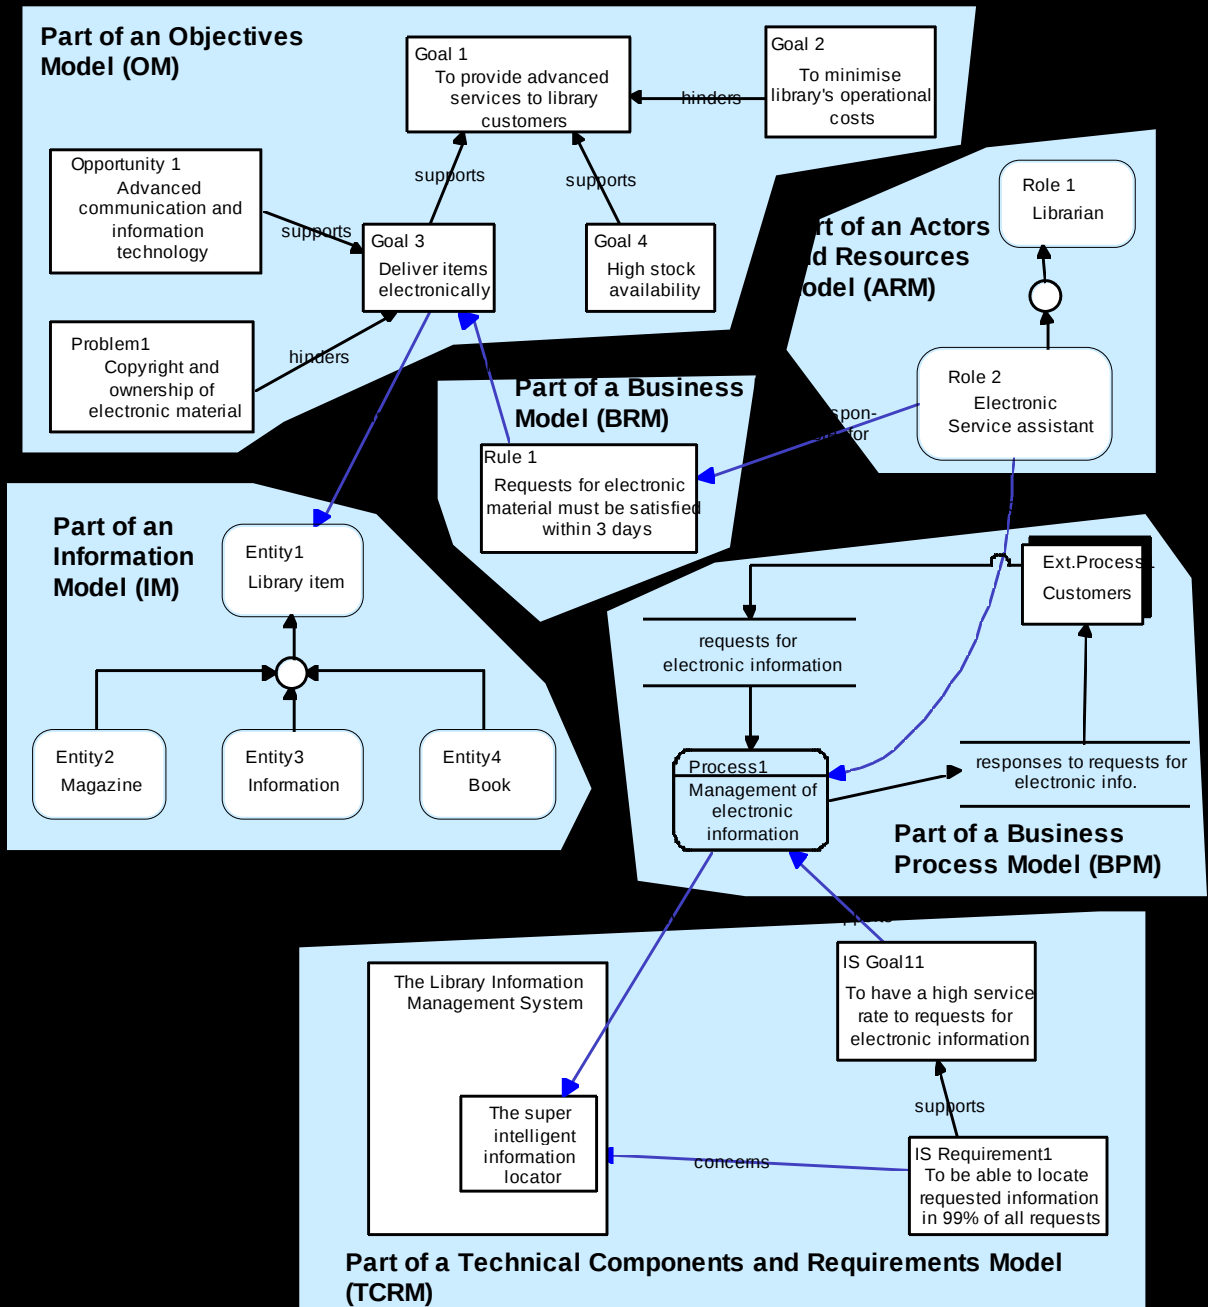 Part of an Objectives
Model (OM)
Goal 1
To provide advanced
services to library
customers
Goal 2
To minimise
library's operational
costs
hinders
Opportunity 1
Advanced
communication and
information
technology
supports
supports
supports
Goal 3
Deliver items
electronically
Goal 4
High stock
availability
Problem1
Copyright and
ownership of
electronic material
hinders
of an Actors
Resources
(ARM)
Role 1
Librarian
Role 2
Electronic
Service assistant
for
Part of a Business
Model (BRM)
Rule 1
Requests for electronic
material must be satisfied
within 3 days
Part of an
Information
Model (IM)
Entity1
Library item
Entity2
Magazine
Entity3
Information
Entity4
Book
Ext.Process1
Customers
requests for
electronic information
Process1
Management of
electronic
information
responses to requests for
electronic info.
Part of a Business
Process Model (BPM)
The Library Information
Management System
The super
intelligent
information
locator
IS Goal11
To have a high service
rate to requests for
electronic information
supports
concerns
IS Requirement1
To be able to locate
requested information
in 99% of all requests
Part of a Technical Components and Requirements Model
(TCRM)